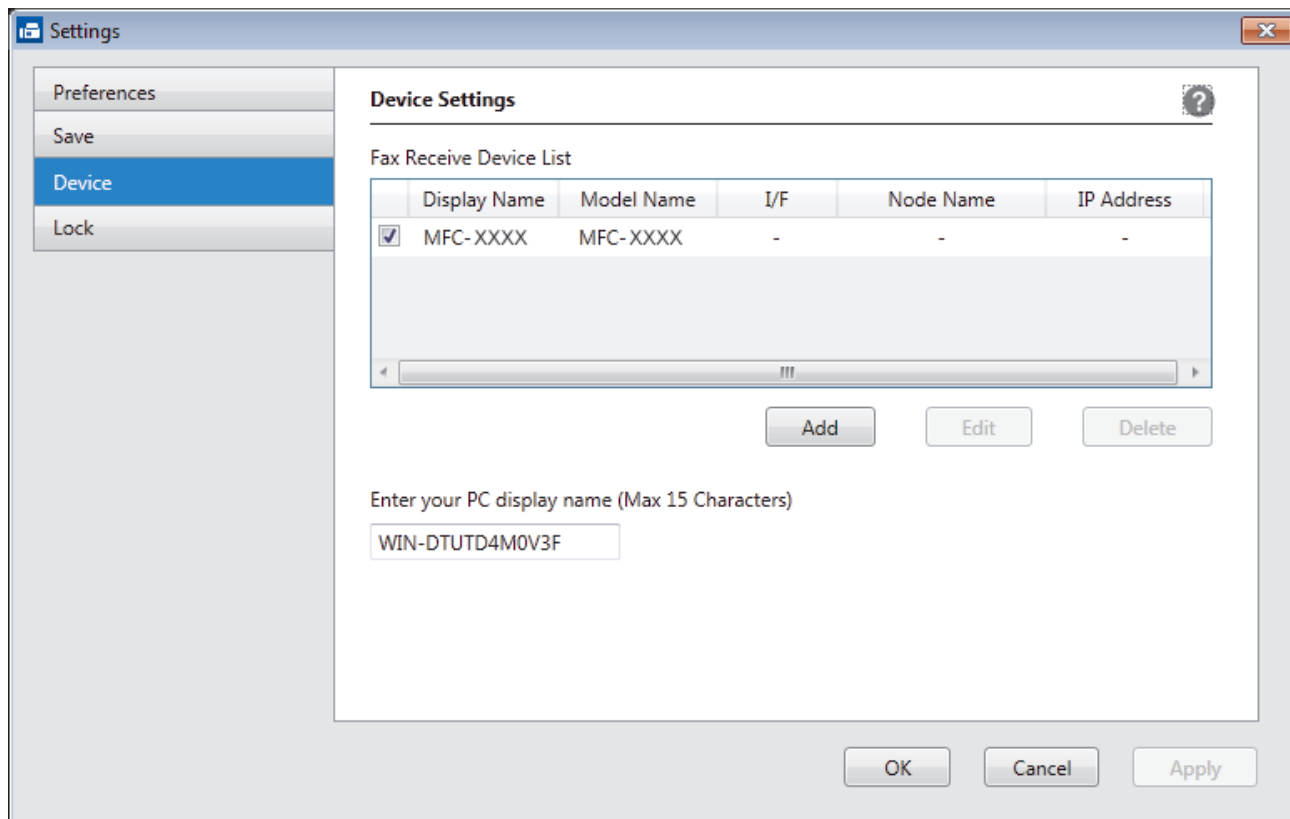 Settings
Preferences
Save
Device
Lock
Device Settings
?
Fax Receive Device List
Display Name Model Name I/F Node Name IP Address
MFC-XXXX MFC-XXXX - - -
Add Edit Delete
Enter your PC display name (Max 15 Characters)
WIN-DTUTD4M0V3F
OK Cancel Apply